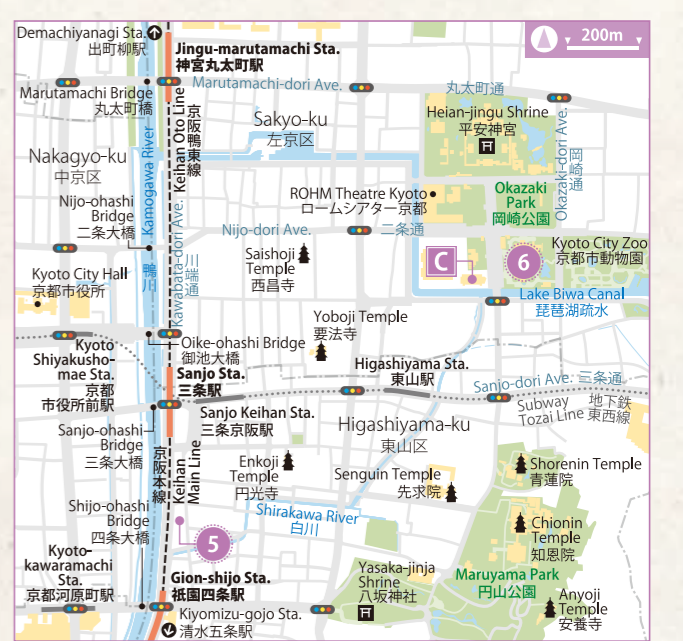 Demachiyanagi Sta.
出町柳駅
200m
Jingu-marutamachi Sta.
神宮丸太町駅
Marutamachi-dori Ave.
丸太町通
Marutamachi Bridge
丸太町橋
Keihan Oto Line
京阪鴨東線
Sakyo-ku
左京区
Heian-jingu Shrine
平安神宮
Okazaki-dori Ave.
岡崎通
Nakagyo-ku
中京区
Kamogawa River
鴨川
ROHM Theatre Kyoto
ロームシアター京都
Okazaki
Park
岡崎公園
Nijo-ohashi
Bridge
二条大橋
Nijo-dori Ave.
二条通
Kawabata-dori Ave.
川端通
Saishoji
Temple
西昌寺
C
6
Kyoto City Zoo
京都市動物園
Kyoto City Hall
京都市役所
Lake Biwa Canal
琵琶湖疏水
Yoboji Temple
要法寺
Oike-ohashi Bridge
御池大橋
Kyoto
Shiyakusho-
mae Sta.
京都
市役所前駅
Sanjo Sta.
三条駅
Higashiyama Sta.
東山駅
Sanjo-dori Ave. 三条通
Subway
Tozai Line
地下鉄
東西線
Sanjo Keihan Sta.
三条京阪駅
Sanjo-ohashi
Bridge
三条大橋
Higashiyama-ku
東山区
京阪本線
Keihan
Main Line
Enkoji
Temple
円光寺
Senguin Temple
先求院
Shorenin Temple
青蓮院
Shijo-ohashi
Bridge
四条大橋
Shirakawa River
白川
5
Chionin
Temple
知恩院
Kyoto-
kawaramachi
Sta.
京都河原町駅
Gion-shijo Sta.
祇園四条駅
Yasaka-jinja
Shrine
八坂神社
Maruyama Park
円山公園
Anyoji
Temple
安養寺
Kiyomizu-gojo Sta.
清水五条駅